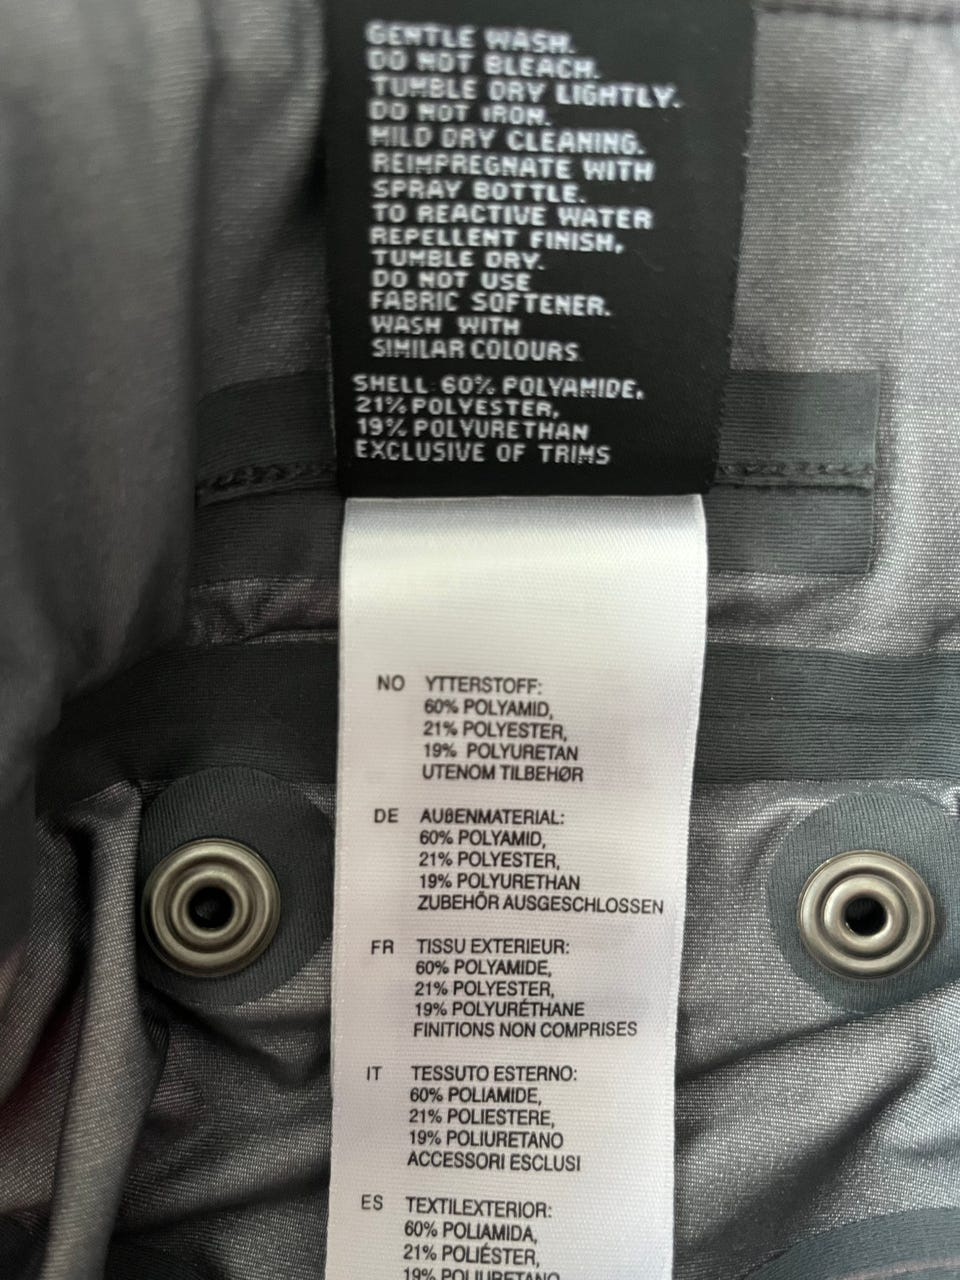 GENTLE WASH.
DO NOT BLEACH.
TUMBLE DRY LIGHTLY.
DO NOT IRON.
MILD DRY CLEANING.
REIMPREGNATE WITH
SPRAY BOTTLE.
TO REACTIVE WATER
REPELLENT FINISH,
TUMBLE DRY.
DO NOT USE
FABRIC SOFTENER.
WASH WITH
SIMILAR COLOURS
SHELL: 60% POLYAMIDE,
21% POLYESTER,
19% POLYURETHAN
EXCLUSIVE OF TRIMS
NO YTTERSTOFF:
60% POLYAMID,
21% POLYESTER,
19% POLYURETAN
UTENOM TILBEHØR
DE AUßENMATERIAL:
60% POLYAMID,
21% POLYESTER,
19% POLYURETHAN
ZUBEHÖR AUSGESCHLOSSEN
FR TISSU EXTERIEUR:
60% POLYAMIDE,
21% POLYESTER,
19% POLYURÉTHANE
FINITIONS NON COMPRISES
IT TESSUTO ESTERNO:
60% POLIAMIDE,
21% POLIESTERE,
19% POLIURETANO
ACCESSORI ESCLUSI
ES TEXTILEXTERIOR:
60% POLIAMIDA,
21% POLIÉSTER,
19% POLIURETANO